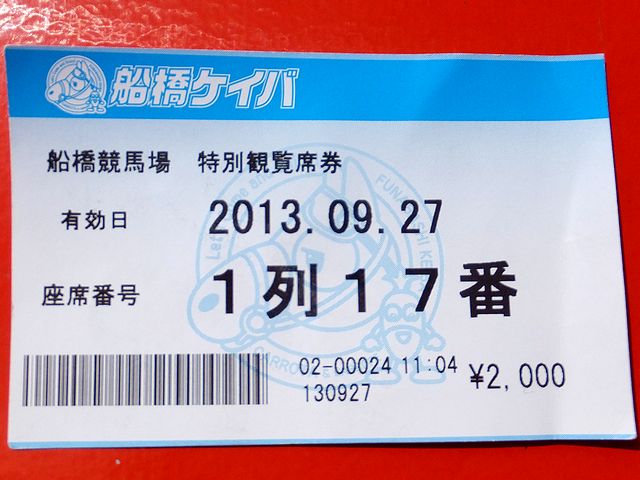 船橋ケイバ
船橋競馬場 特別観覧席券
有効日 2013.09.27
座席番号 1列17番
02-00024 11:04 ¥2,000
130927